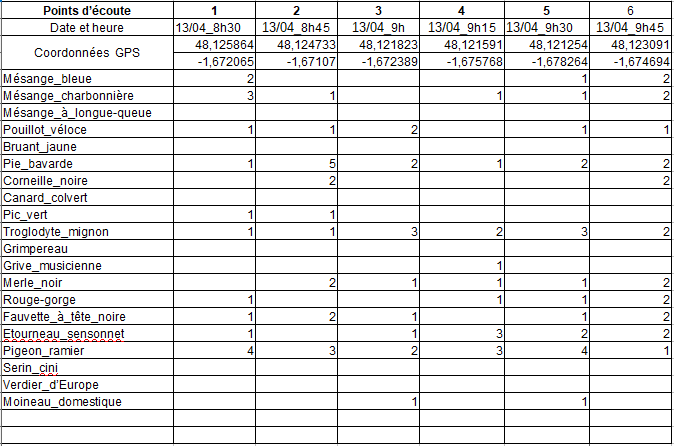 Points d'écoute 1 2 3 4 5 6
Date et heure 13/04_8h30 13/04_8h45 13/04_9h 13/04_9h15 13/04_9h30 13/04_9h45
Coordonnées GPS 48,125864 48,124733 48,121823 48,121591 48,121254 48,123091
-1,672065 -1,67107 -1,672389 -1,675768 -1,678264 -1,674694
Mésange_bleue 2 1 2
Mésange_charbonnière 3 1 1 1 2
Mésange_à_longue-queue
Pouillot_véloce 1 1 2 1 1
Bruant_jaune
Pie_bavarde 1 5 2 1 2 2
Corneille_noire 2 2
Canard_colvert
Pic_vert 1 1
Troglodyte_mignon 1 1 3 2 3 2
Grimpereau
Grive_musicienne 1
Merle_noir 2 1 1 1 2
Rouge-gorge 1 1 1 2
Fauvette_à_tête_noire 1 2 1 1 2
Etourneau_sensonnet 1 1 3 2 2
Pigeon_ramier 4 3 2 3 4 1
Serin_cini
Verdier_d'Europe
Moineau_domestique 1 1